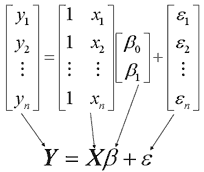 y₁ 1 x₁ ε₁
y₂ = 1 x₂ β₀ + ε₂
⋮ ⋮ ⋮ β₁ ⋮
yₙ 1 xₙ εₙ
Y = Xβ + ε